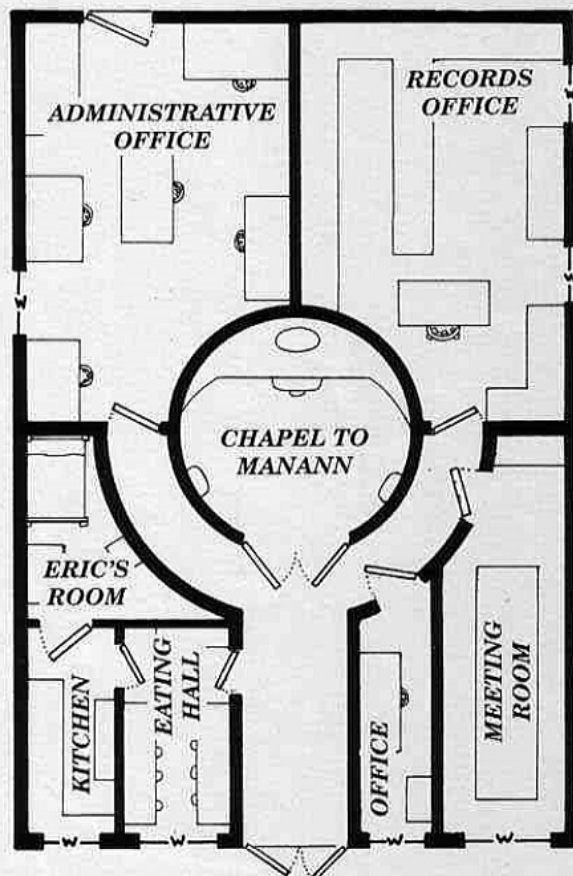 ADMINISTRATIVE
OFFICE
RECORDS
OFFICE
W
W
W
CHAPEL TO
MANANN
ERIC'S
ROOM
KITCHEN
EATING
HALL
OFFICE
MEETING
ROOM
W
W
W
W